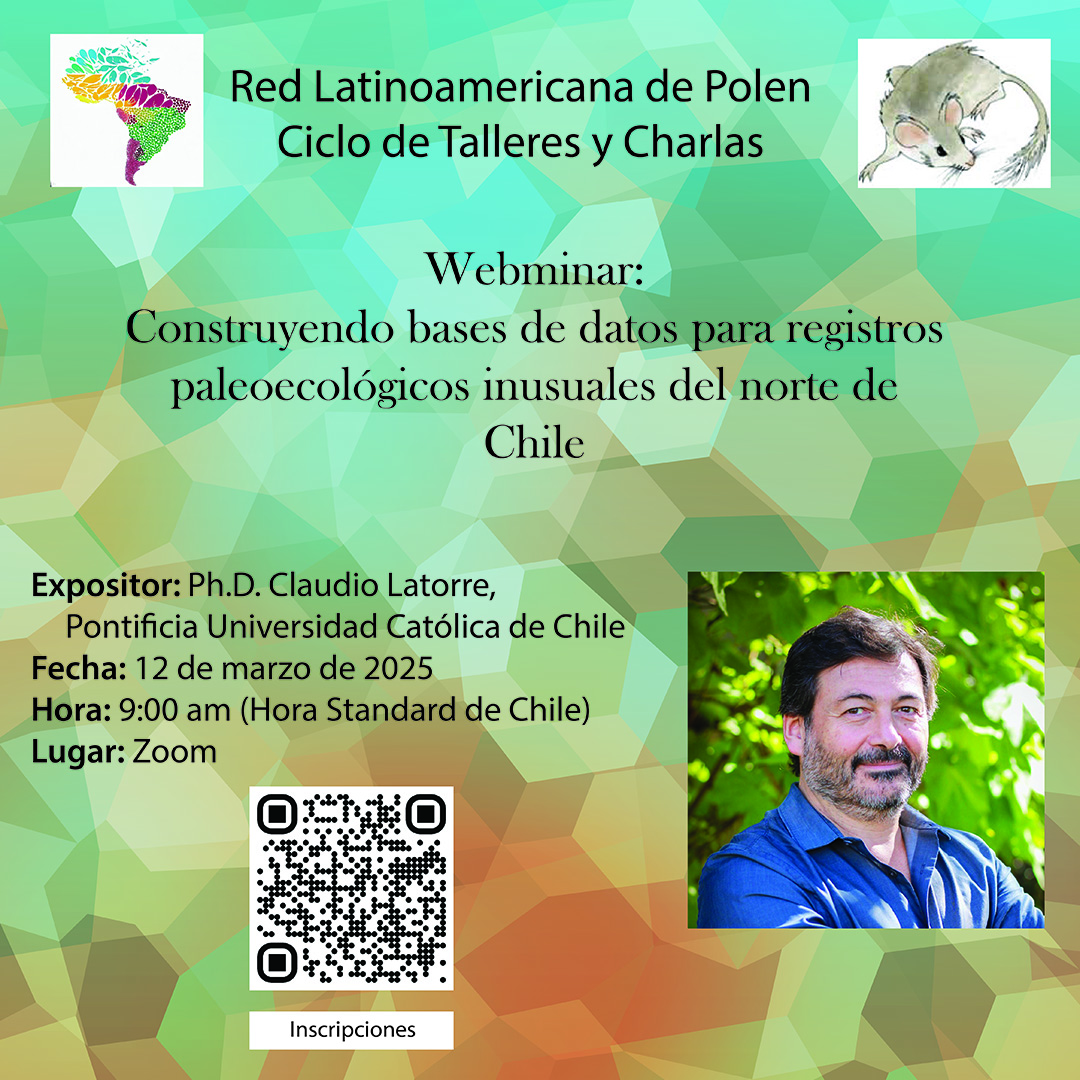 Red Latinoamericana de Polen
Ciclo de Talleres y Charlas
Webminar:
Construyendo bases de datos para registros
paleoecológicos inusuales del norte de
Chile
Expositor: Ph.D. Claudio Latorre,
Pontificia Universidad Católica de Chile
Fecha: 12 de marzo de 2025
Hora: 9:00 am (Hora Standard de Chile)
Lugar: Zoom
Inscripciones